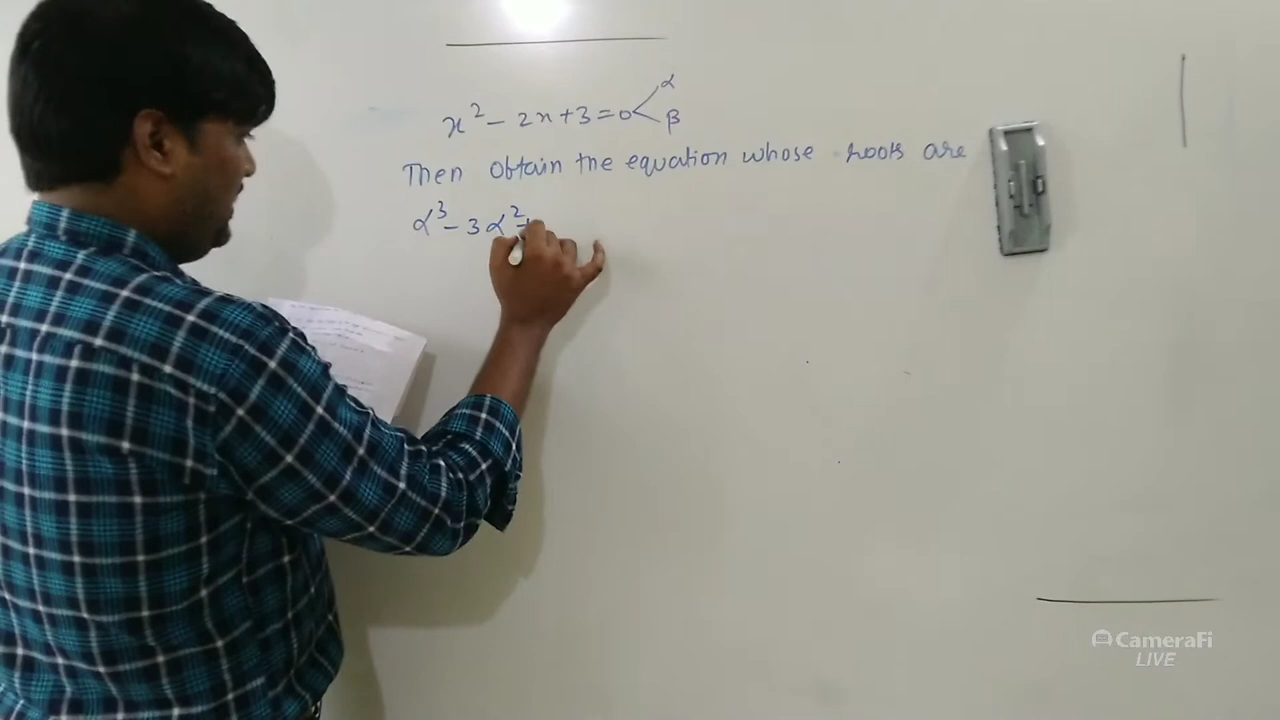 x² - 2x + 3 = 0 < α
β
Then obtain the equation whose roots are
α³ - 3α² +
CameraFi
LIVE